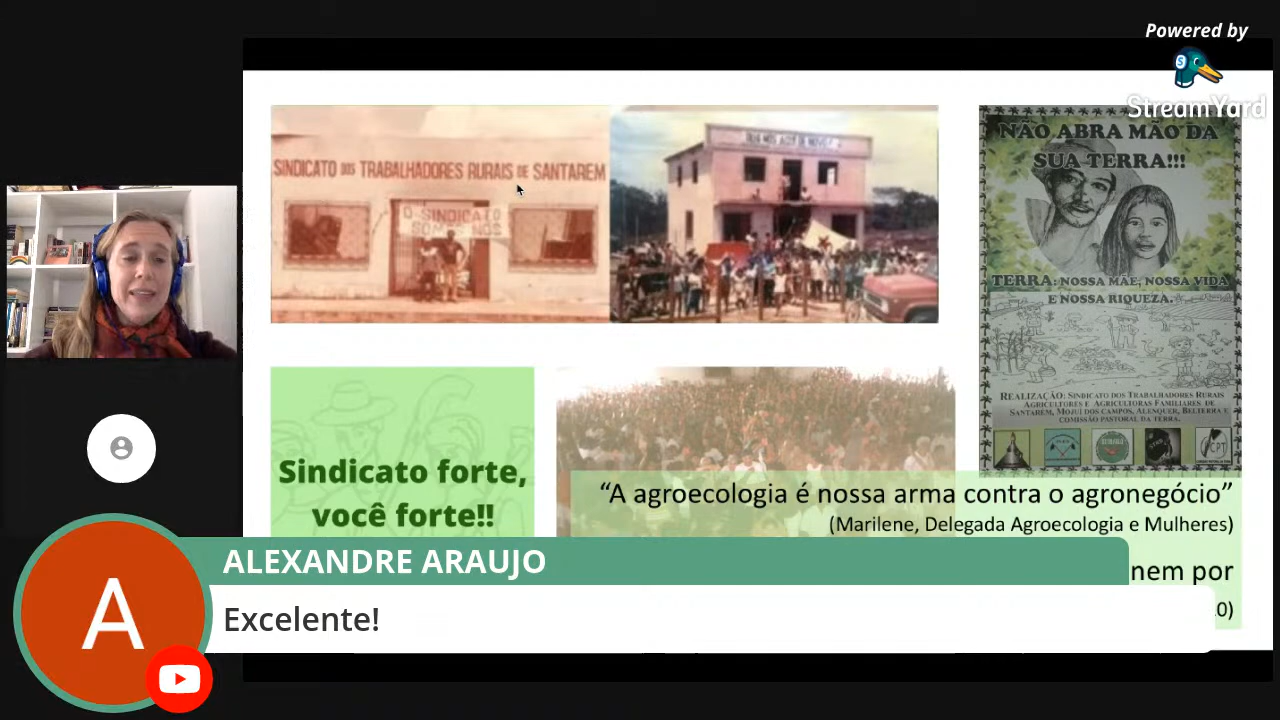 Powered by
StreamYard
SINDICATO DOS TRABALHADORES RURAIS DE SANTAREM
O SINDICATO
SOMOS NÓS
NÃO ABRA MÃO DA
SUA TERRA!!!
TERRA: NOSSA MÃE, NOSSA VIDA
E NOSSA RIQUEZA.
REALIZAÇÃO: SINDICATO DOS TRABALHADORES RURAIS
AGRICULTORES E AGRICULTURAS FAMILIARES DE
SANTARÉM, MOJUÍ DOS CAMPOS, ALENQUER, BELTERRA E
COMISSÃO PASTORAL DA TERRA.
CPT
Sindicato forte,
você forte!!
“A agroecologia é nossa arma contra o agronegócio”
(Marilene, Delegada Agroecologia e Mulheres)
nem por
0)
ALEXANDRE ARAUJO
A
Excelente!